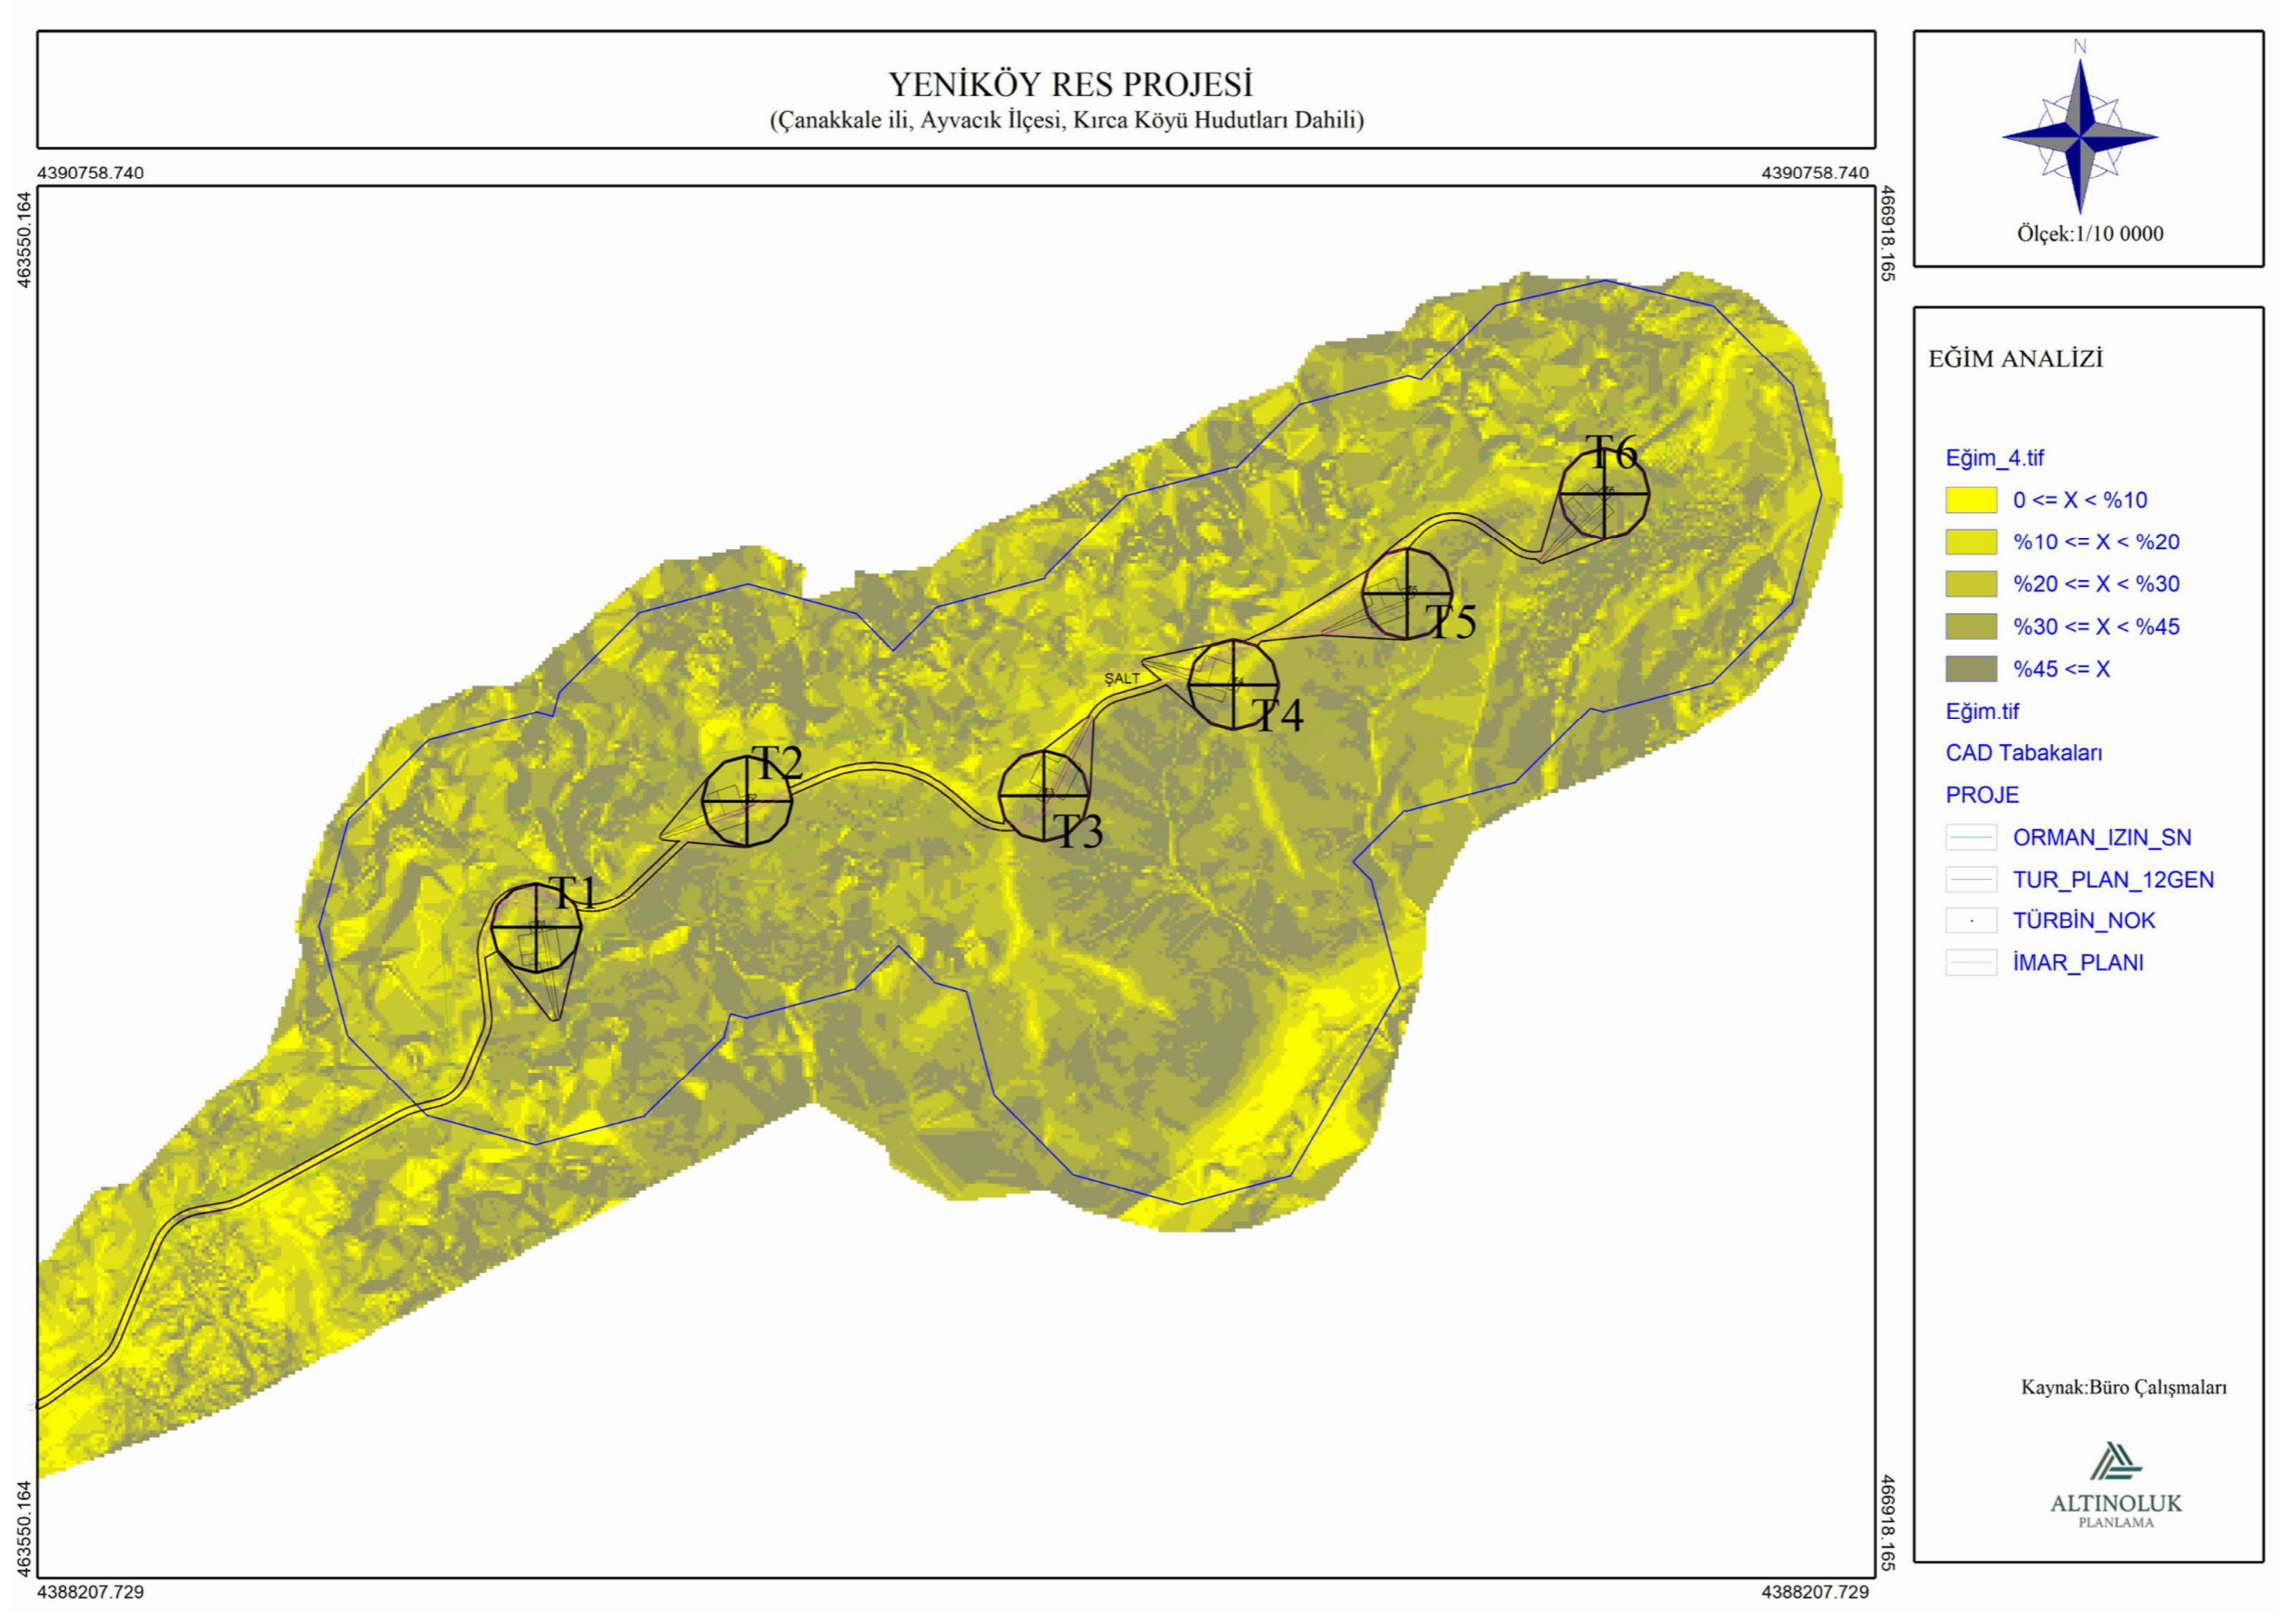 YENİKÖY RES PROJESİ
(Çanakkale ili, Ayvacık İlçesi, Kırca Köyü Hudutları Dahili)
N
Ölçek:1/10 0000
4390758.740
4390758.740
463550.164
466918.165
T6
T5
ŞALT
T4
T2
T3
T1
463550.164
466918.165
4388207.729
4388207.729
EĞİM ANALİZİ
Eğim_4.tif
0 <= X < %10
%10 <= X < %20
%20 <= X < %30
%30 <= X < %45
%45 <= X
Eğim.tif
CAD Tabakaları
PROJE
ORMAN_IZIN_SN
TUR_PLAN_12GEN
TÜRBİN_NOK
İMAR_PLANI
Kaynak:Büro Çalışmaları
ALTINOLUK
PLANLAMA